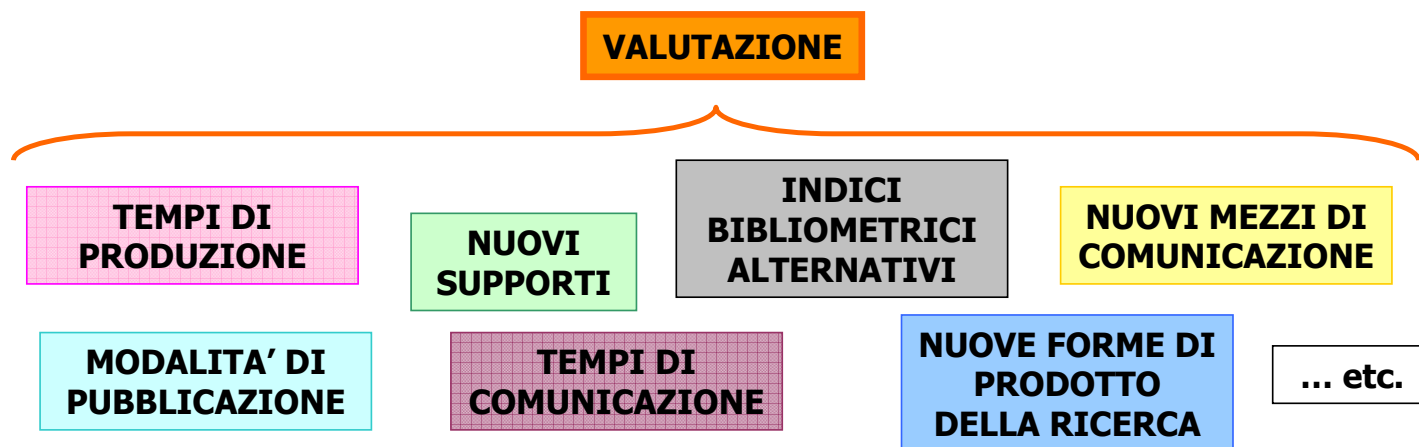 VALUTAZIONE
TEMPI DI
PRODUZIONE
NUOVI
SUPPORTI
INDICI
BIBLIOMETRICI
ALTERNATIVI
NUOVI MEZZI DI
COMUNICAZIONE
MODALITA’ DI
PUBBLICAZIONE
TEMPI DI
COMUNICAZIONE
NUOVE FORME DI
PRODOTTO
DELLA RICERCA
... etc.